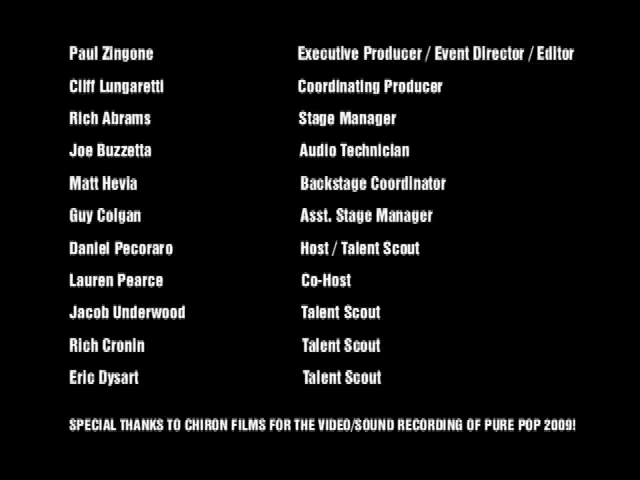 Paul Zingone Executive Producer / Event Director / Editor
Cliff Lungaretti Coordinating Producer
Rich Abrams Stage Manager
Joe Buzzetta Audio Technician
Matt Hevia Backstage Coordinator
Guy Colgan Asst. Stage Manager
Daniel Pecoraro Host / Talent Scout
Lauren Pearce Co-Host
Jacob Underwood Talent Scout
Rich Cronin Talent Scout
Eric Dysart Talent Scout
SPECIAL THANKS TO CHIRON FILMS FOR THE VIDEO/SOUND RECORDING OF PURE POP 2009!